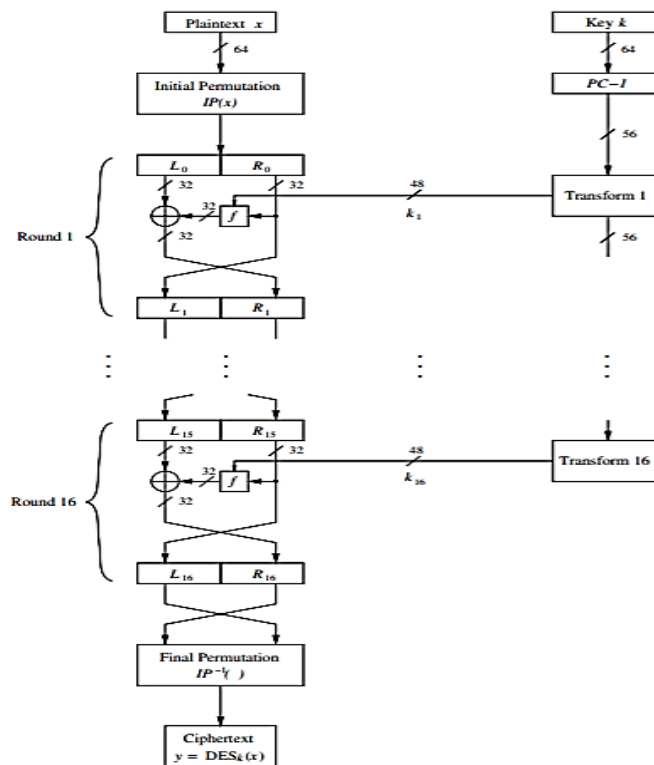 Plaintext x
Key k
64
64
Initial Permutation
IP(x)
PC-1
56
L0 R0
32
32
48
Transform 1
32
f
k1
Round 1
32
56
L1 R1
L15 R15
32
32
48
Transform 16
32
f
k16
Round 16
32
L16 R16
Final Permutation
IP⁻¹( )
Ciphertext
y = DESk(x)